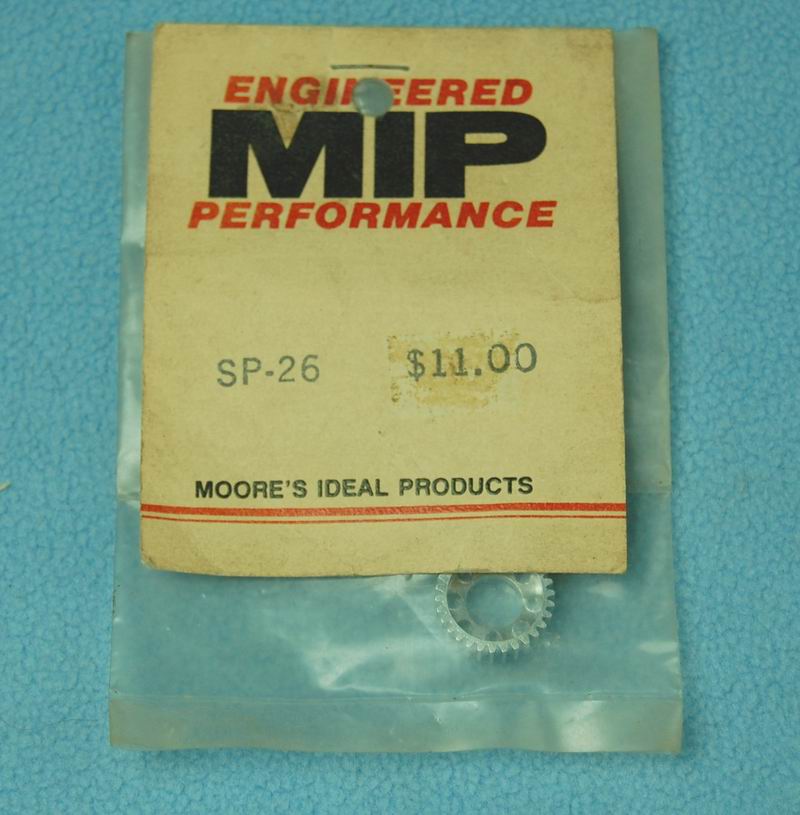 ENGINEERED
MIP
PERFORMANCE
SP-26 $11.00
MOORE'S IDEAL PRODUCTS